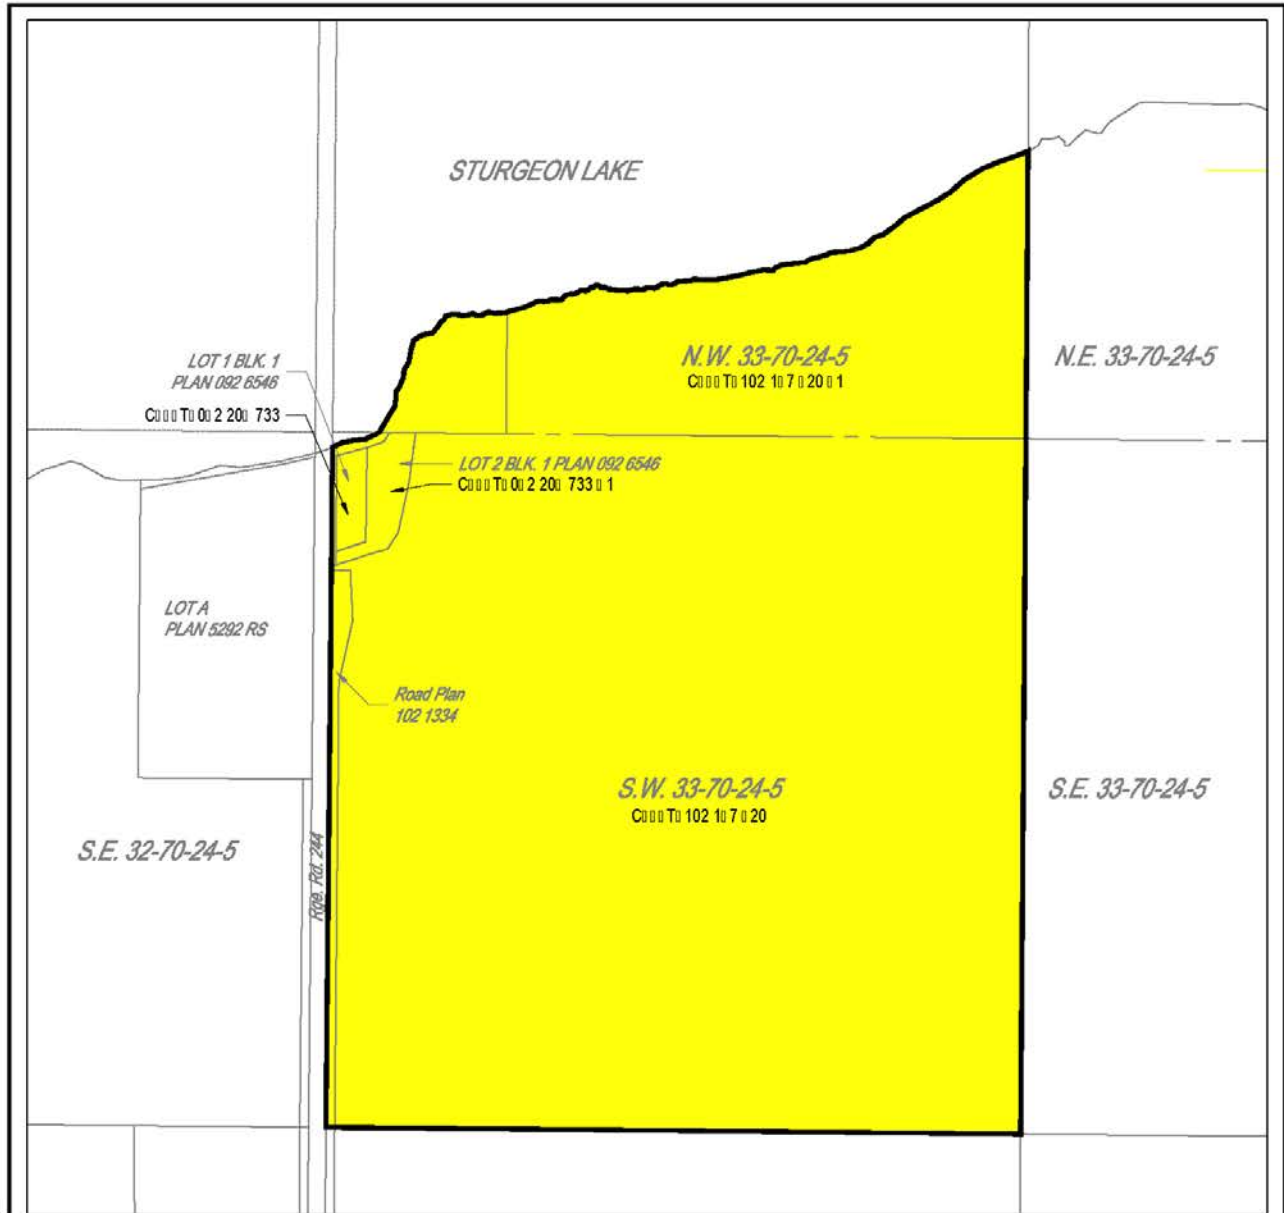 STURGEON LAKE
LOT 1 BLK. 1
PLAN 092 6546
N.W. 33-70-24-5
N.E. 33-70-24-5
LOT 2 BLK. 1 PLAN 092 6546
LOT A
PLAN 5292 RS
Road Plan
102 1334
S.W. 33-70-24-5
S.E. 33-70-24-5
S.E. 32-70-24-5
Rge. Rd. 244